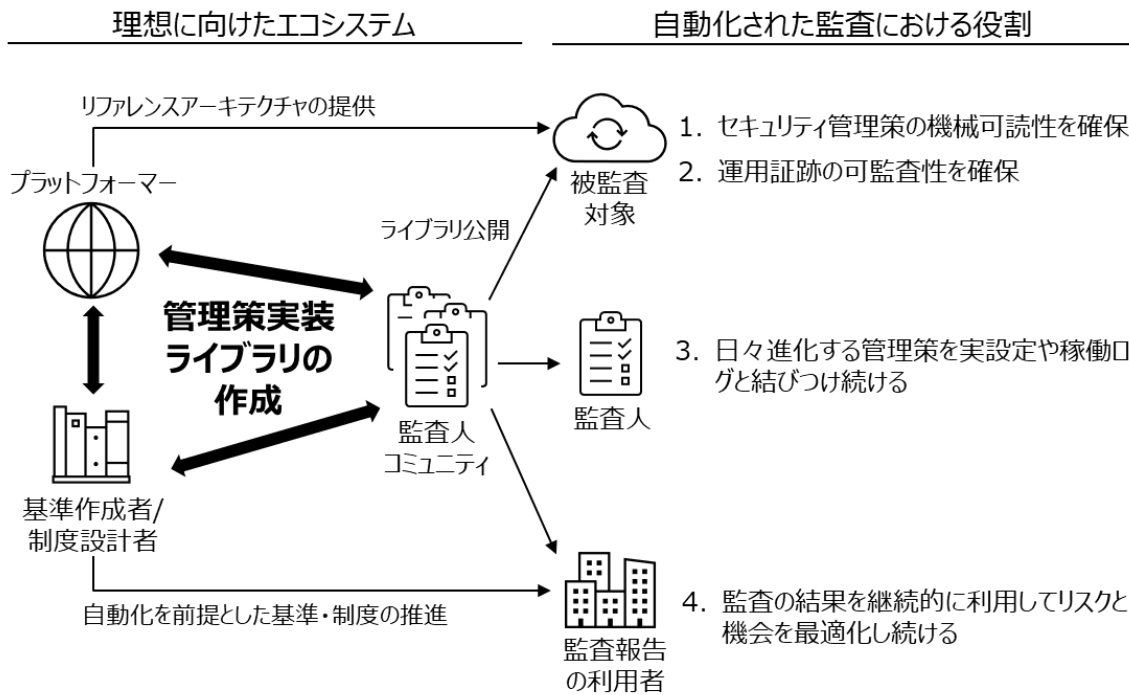 理想に向けたエコシステム
自動化された監査における役割
リファレンスアーキテクチャの提供
プラットフォーマー
被監査
対象
1. セキュリティ管理策の機械可読性を確保
2. 運用証跡の可監査性を確保
ライブラリ公開
管理策実装
ライブラリの
作成
監査人
コミュニティ
監査人
3. 日々進化する管理策を実設定や稼働ロ
グと結びつけ続ける
基準作成者/
制度設計者
自動化を前提とした基準・制度の推進
監査報告
の利用者
4. 監査の結果を継続的に利用してリスクと
機会を最適化し続ける